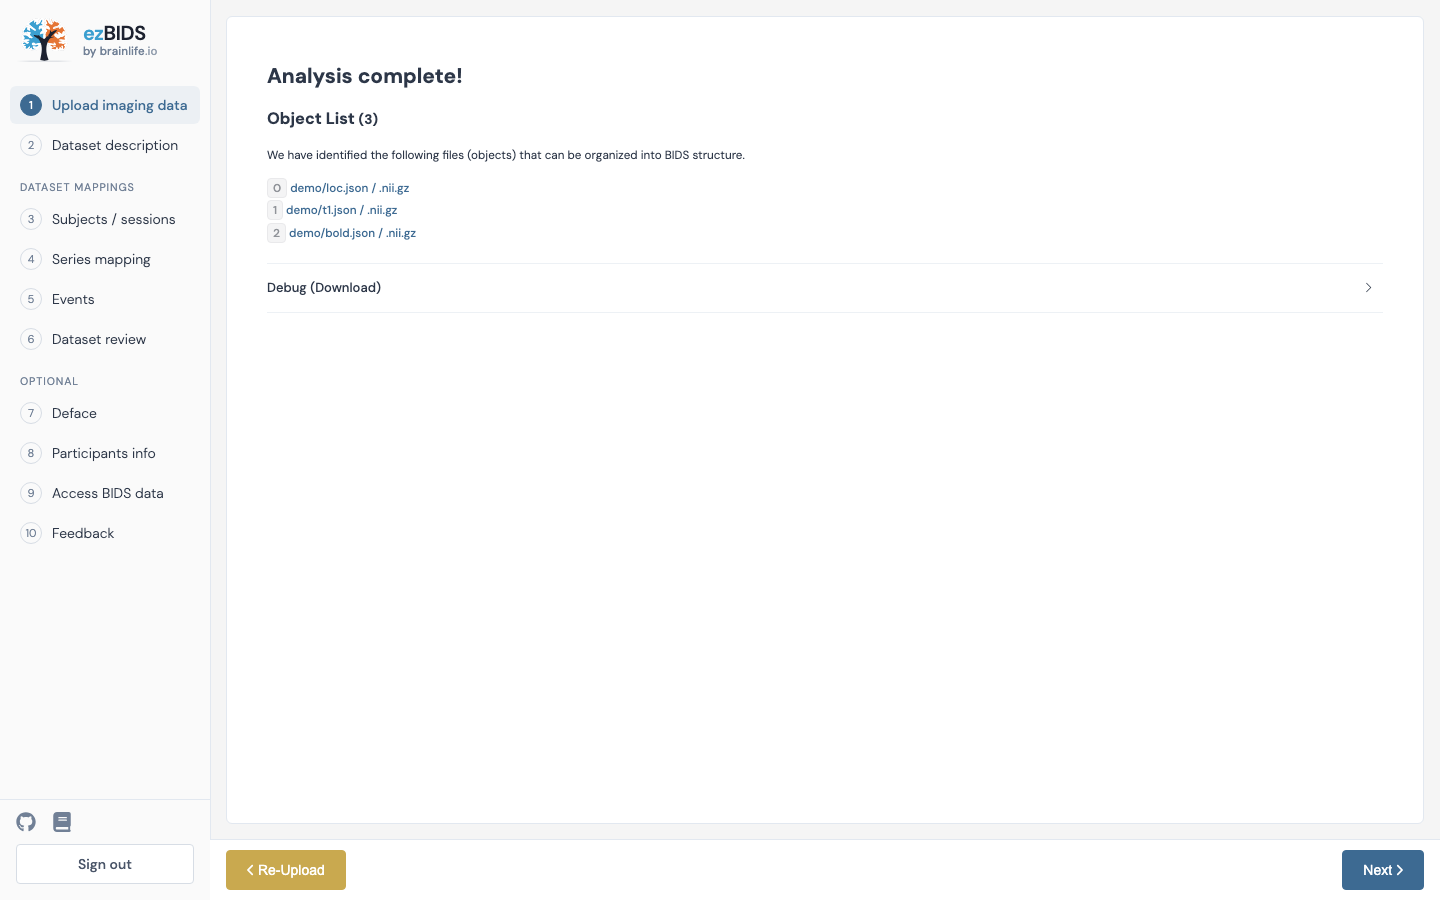 ezBIDS
by brainlife.io
1 Upload imaging data
2 Dataset description
DATASET MAPPINGS
3 Subjects / sessions
4 Series mapping
5 Events
6 Dataset review
OPTIONAL
7 Deface
8 Participants info
9 Access BIDS data
10 Feedback
Sign out
Analysis complete!
Object List (3)
We have identified the following files (objects) that can be organized into BIDS structure.
0 demo/loc.json / .nii.gz
1 demo/t1.json / .nii.gz
2 demo/bold.json / .nii.gz
Debug (Download)
Re-Upload
Next